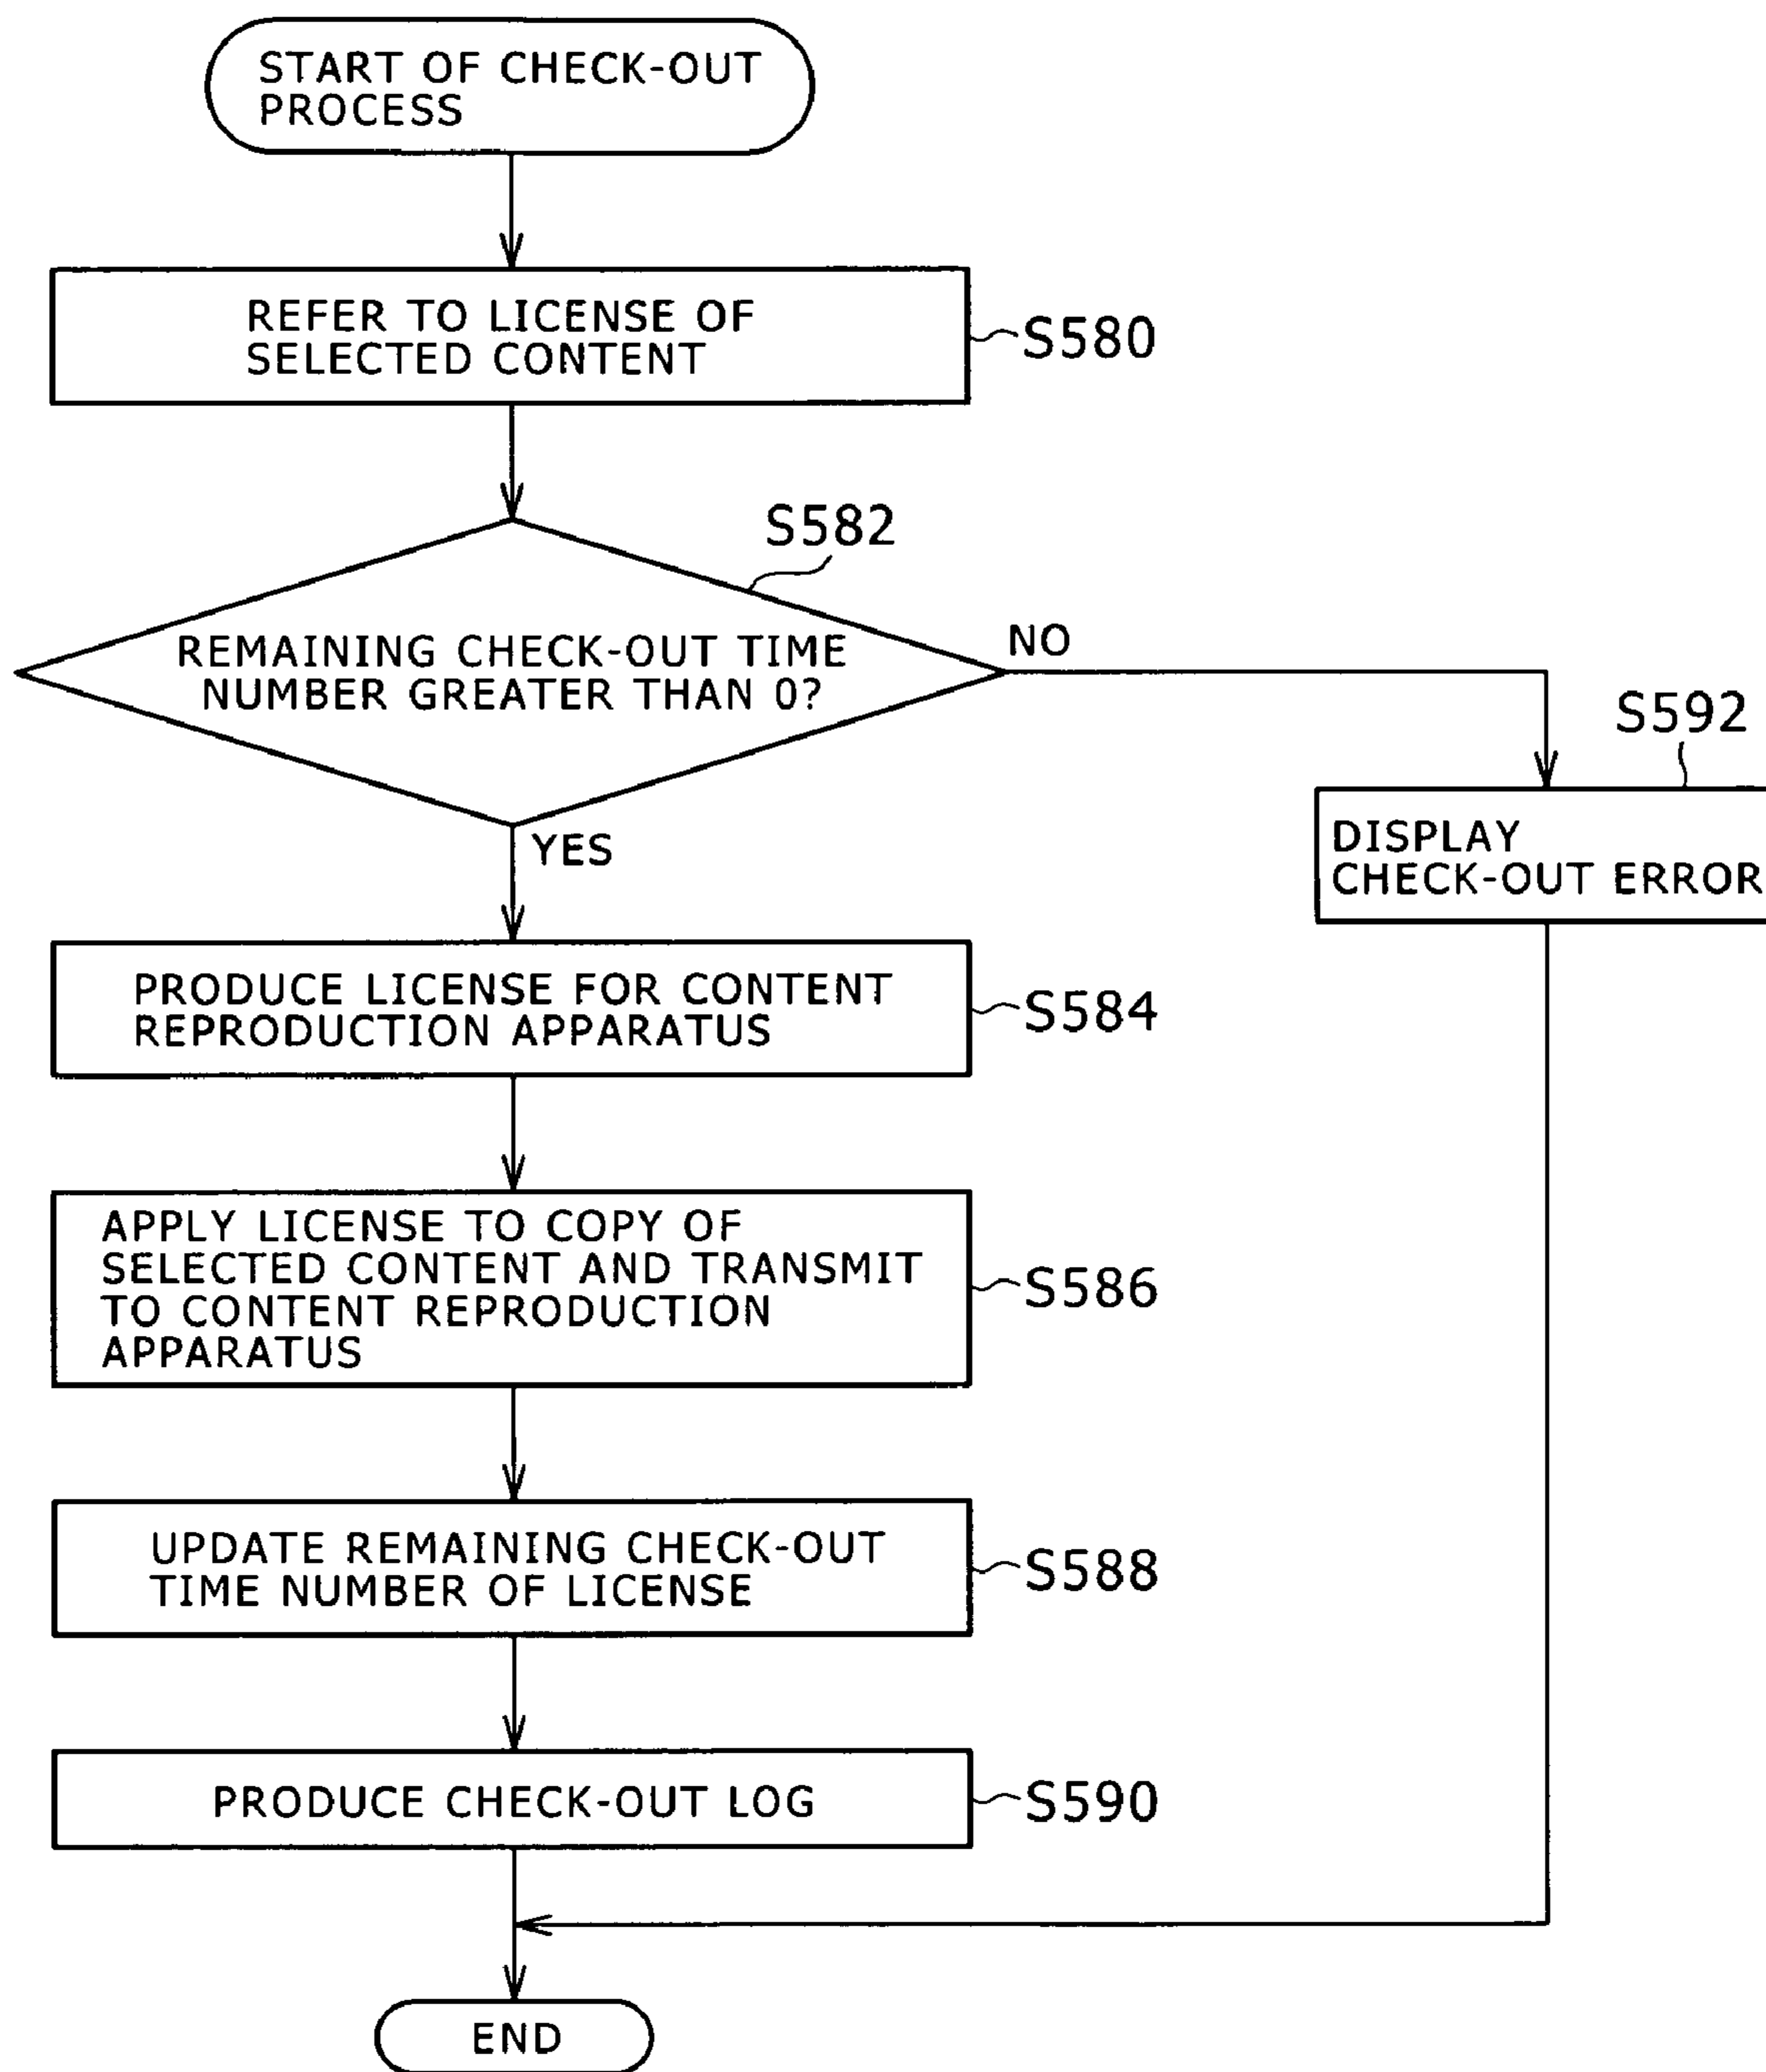 START OF CHECK-OUT
PROCESS
REFER TO LICENSE OF
SELECTED CONTENT
S580
S582
REMAINING CHECK-OUT TIME
NUMBER GREATER THAN 0?
NO
YES
S592
DISPLAY
CHECK-OUT ERROR
PRODUCE LICENSE FOR CONTENT
REPRODUCTION APPARATUS
S584
APPLY LICENSE TO COPY OF
SELECTED CONTENT AND TRANSMIT
TO CONTENT REPRODUCTION
APPARATUS
S586
UPDATE REMAINING CHECK-OUT
TIME NUMBER OF LICENSE
S588
PRODUCE CHECK-OUT LOG
S590
END